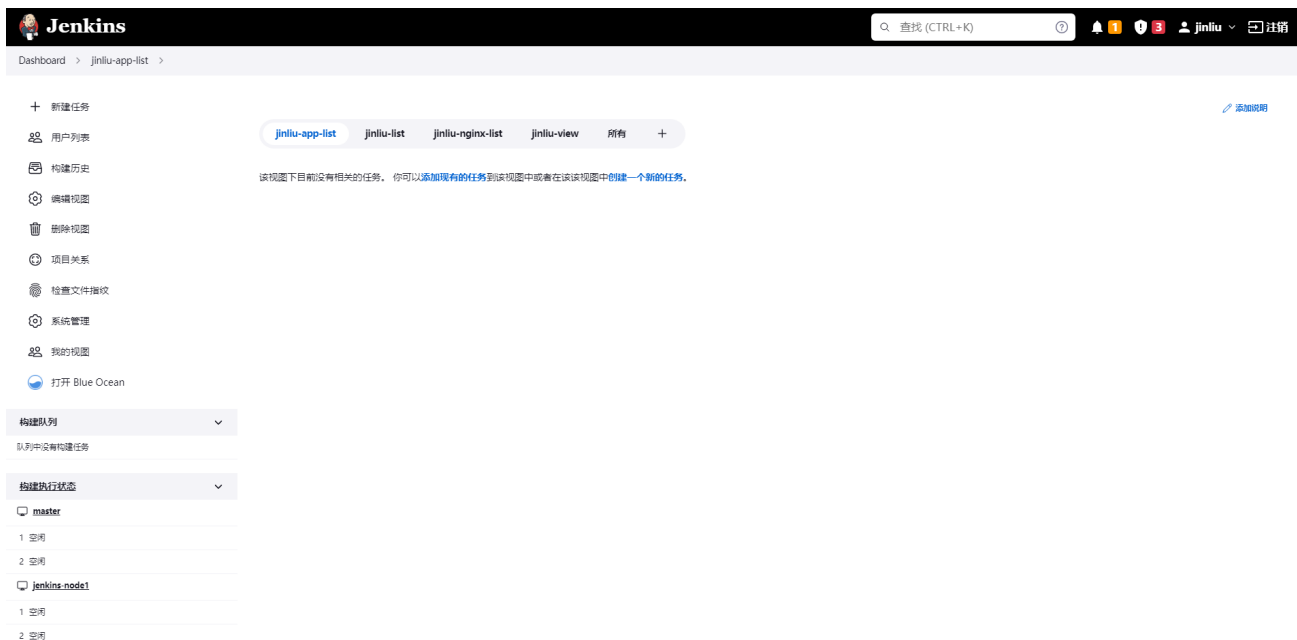 Jenkins
查找 (CTRL+K)
1
3
jinliu
注销
Dashboard > jinliu-app-list >
新建任务
用户列表
构建历史
编辑视图
删除视图
项目关系
检查文件指纹
系统管理
我的视图
打开 Blue Ocean
构建队列
队列中没有构建任务
构建执行状态
master
1 空闲
2 空闲
jenkins-node1
1 空闲
2 空闲
添加说明
jinliu-app-list jinliu-list jinliu-nginx-list jinliu-view 所有 +
该视图下目前没有相关的任务。 你可以添加现有的任务到该视图中或者在该该视图中创建一个新的任务。